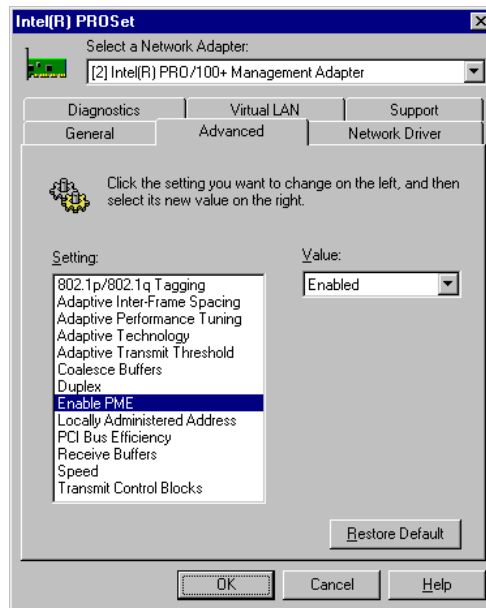 Intel(R) PROSet
Select a Network Adapter:
[2] Intel(R) PRO/100+ Management Adapter
Diagnostics Virtual LAN Support
General Advanced Network Driver
Click the setting you want to change on the left, and then
select its new value on the right.
Setting: Value:
802.1p/802.1q Tagging Enabled
Adaptive Inter-Frame Spacing
Adaptive Performance Tuning
Adaptive Technology
Adaptive Transmit Threshold
Coalesce Buffers
Duplex
Enable PME
Locally Administered Address
PCI Bus Efficiency
Receive Buffers
Speed
Transmit Control Blocks
Restore Default
OK Cancel Help